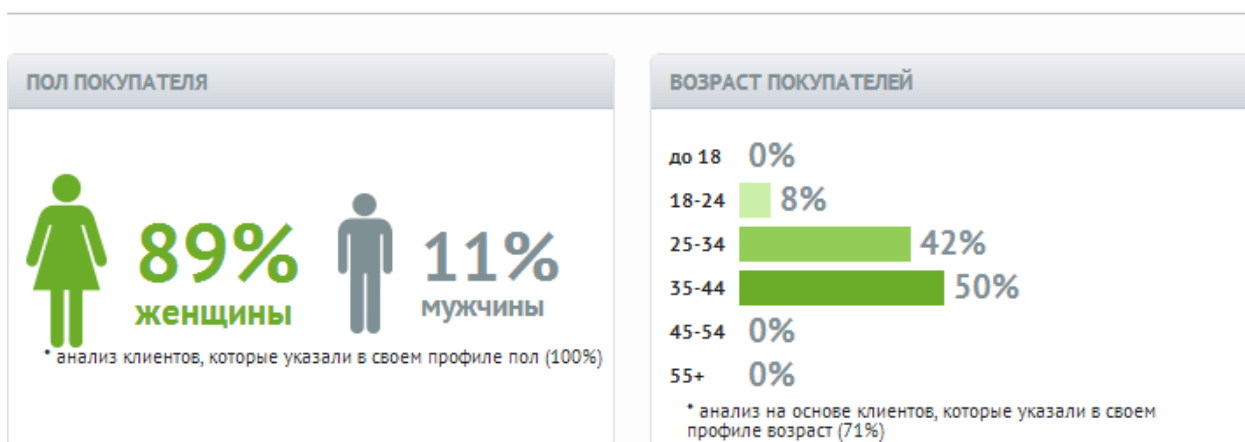 ПОЛ ПОКУПАТЕЛЯ
89%
женщины
11%
мужчины
* анализ клиентов, которые указали в своем профиле пол (100%)
ВОЗРАСТ ПОКУПАТЕЛЕЙ
до 18 0%
18-24 8%
25-34 42%
35-44 50%
45-54 0%
55+ 0%
* анализ на основе клиентов, которые указали в своем
профиле возраст (71%)